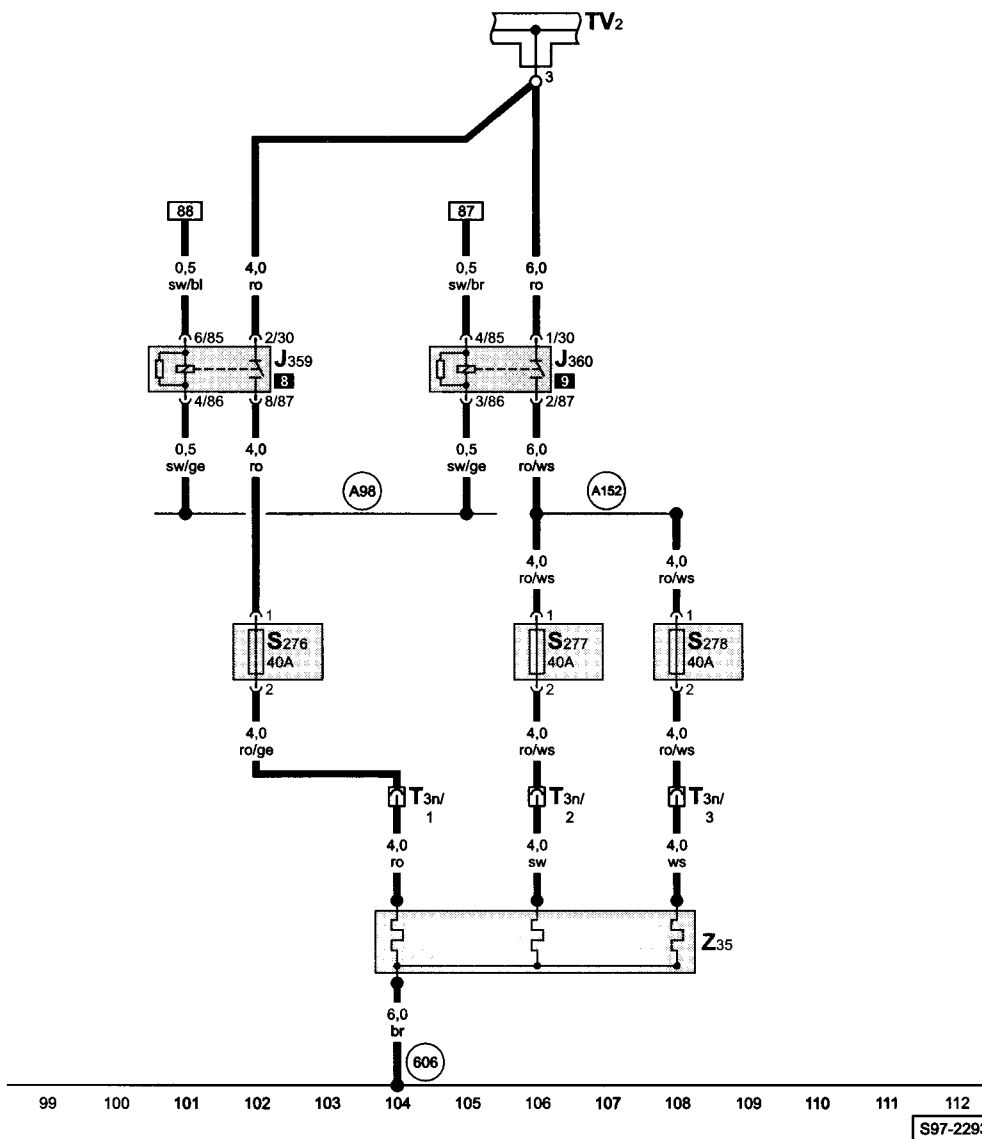 TV2
3
88
87
0,5
sw/bl
4,0
ro
0,5
sw/br
6,0
ro
6/85
2/30
4/85
1/30
J359
8
J360
9
4/86
8/87
3/86
2/87
0,5
sw/ge
4,0
ro
0,5
sw/ge
6,0
ro/ws
A98
A152
4,0
ro/ws
4,0
ro/ws
1
1
1
S276
40A
S277
40A
S278
40A
2
2
2
4,0
ro/ge
4,0
ro/ws
4,0
ro/ws
T3n/
1
T3n/
2
T3n/
3
4,0
ro
4,0
sw
4,0
ws
Z35
6,0
br
606
99 100 101 102 103 104 105 106 107 108 109 110 111 112
S97-2293